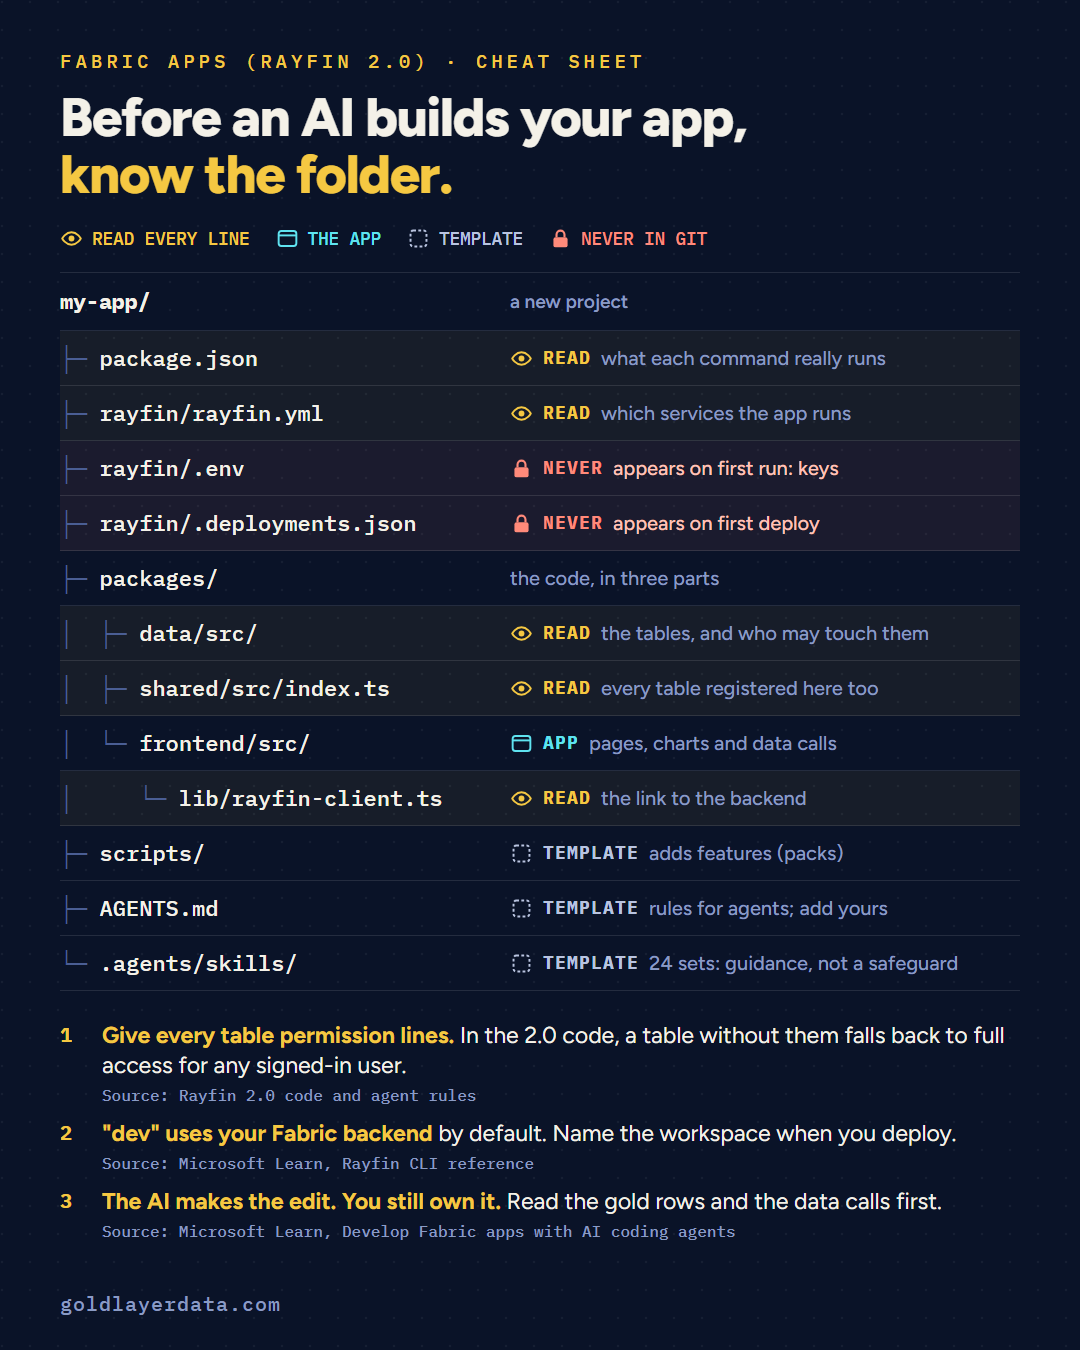 FABRIC APPS (RAYFIN 2.0) · CHEAT SHEET
Before an AI builds your app,
know the folder.
READ EVERY LINE THE APP TEMPLATE NEVER IN GIT
my-app/ a new project
package.json READ what each command really runs
rayfin/rayfin.yml READ which services the app runs
rayfin/.env NEVER appears on first run: keys
rayfin/.deployments.json NEVER appears on first deploy
packages/ the code, in three parts
data/src/ READ the tables, and who may touch them
shared/src/index.ts READ every table registered here too
frontend/src/ APP pages, charts and data calls
lib/rayfin-client.ts READ the link to the backend
scripts/ TEMPLATE adds features (packs)
AGENTS.md TEMPLATE rules for agents; add yours
.agents/skills/ TEMPLATE 24 sets: guidance, not a safeguard
1 Give every table permission lines. In the 2.0 code, a table without them falls back to full
access for any signed-in user.
Source: Rayfin 2.0 code and agent rules
2 "dev" uses your Fabric backend by default. Name the workspace when you deploy.
Source: Microsoft Learn, Rayfin CLI reference
3 The AI makes the edit. You still own it. Read the gold rows and the data calls first.
Source: Microsoft Learn, Develop Fabric apps with AI coding agents
goldlayerdata.com